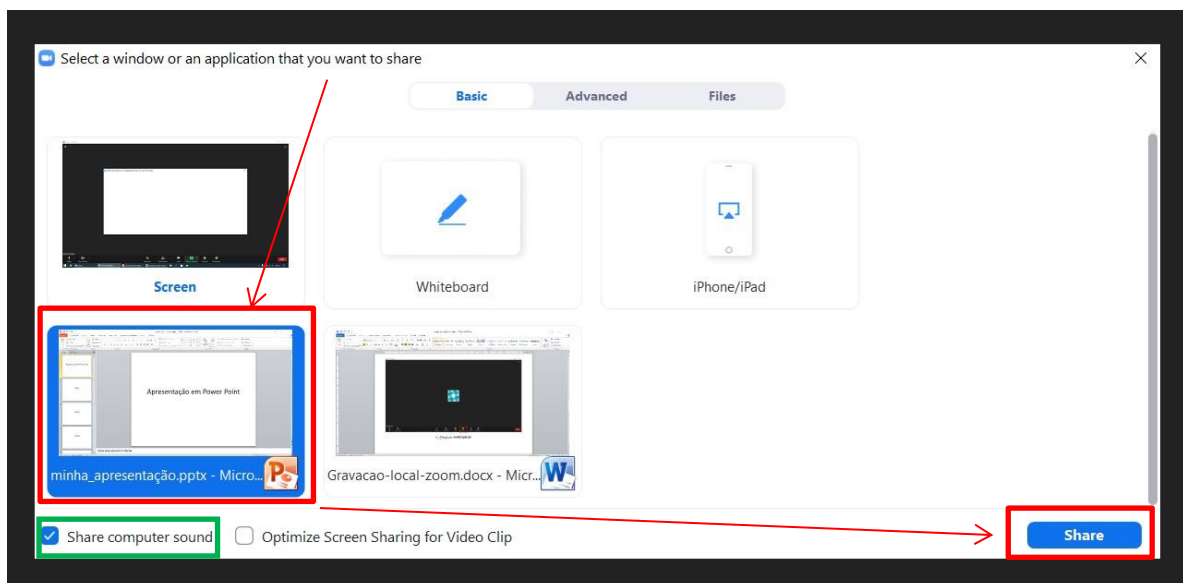 Select a window or an application that you want to share
Basic Advanced Files
Screen Whiteboard iPhone/iPad
Apresentação em Power Point
minha_apresentação.pptx - Micro... Gravacao-local-zoom.docx - Micr...
Share computer sound Optimize Screen Sharing for Video Clip Share